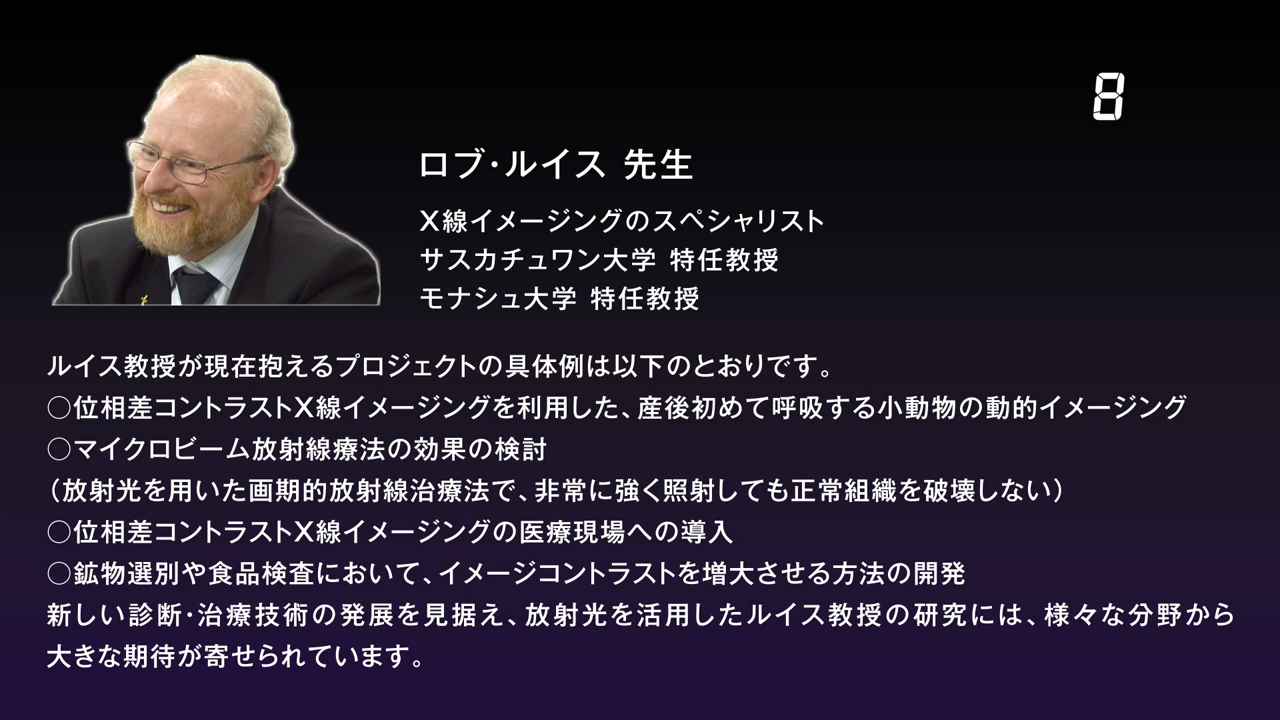 8
ロブ・ルイス 先生
X線イメージングのスペシャリスト
サスカチュワン大学 特任教授
モナシュ大学 特任教授
ルイス教授が現在抱えるプロジェクトの具体例は以下のとおりです。
○位相差コントラストX線イメージングを利用した、産後初めて呼吸する小動物の動的イメージング
○マイクロビーム放射線療法の効果の検討
（放射光を用いた画期的放射線治療法で、非常に強く照射しても正常組織を破壊しない）
○位相差コントラストX線イメージングの医療現場への導入
○鉱物選別や食品検査において、イメージコントラストを増大させる方法の開発
新しい診断・治療技術の発展を見据え、放射光を活用したルイス教授の研究には、様々な分野から
大きな期待が寄せられています。